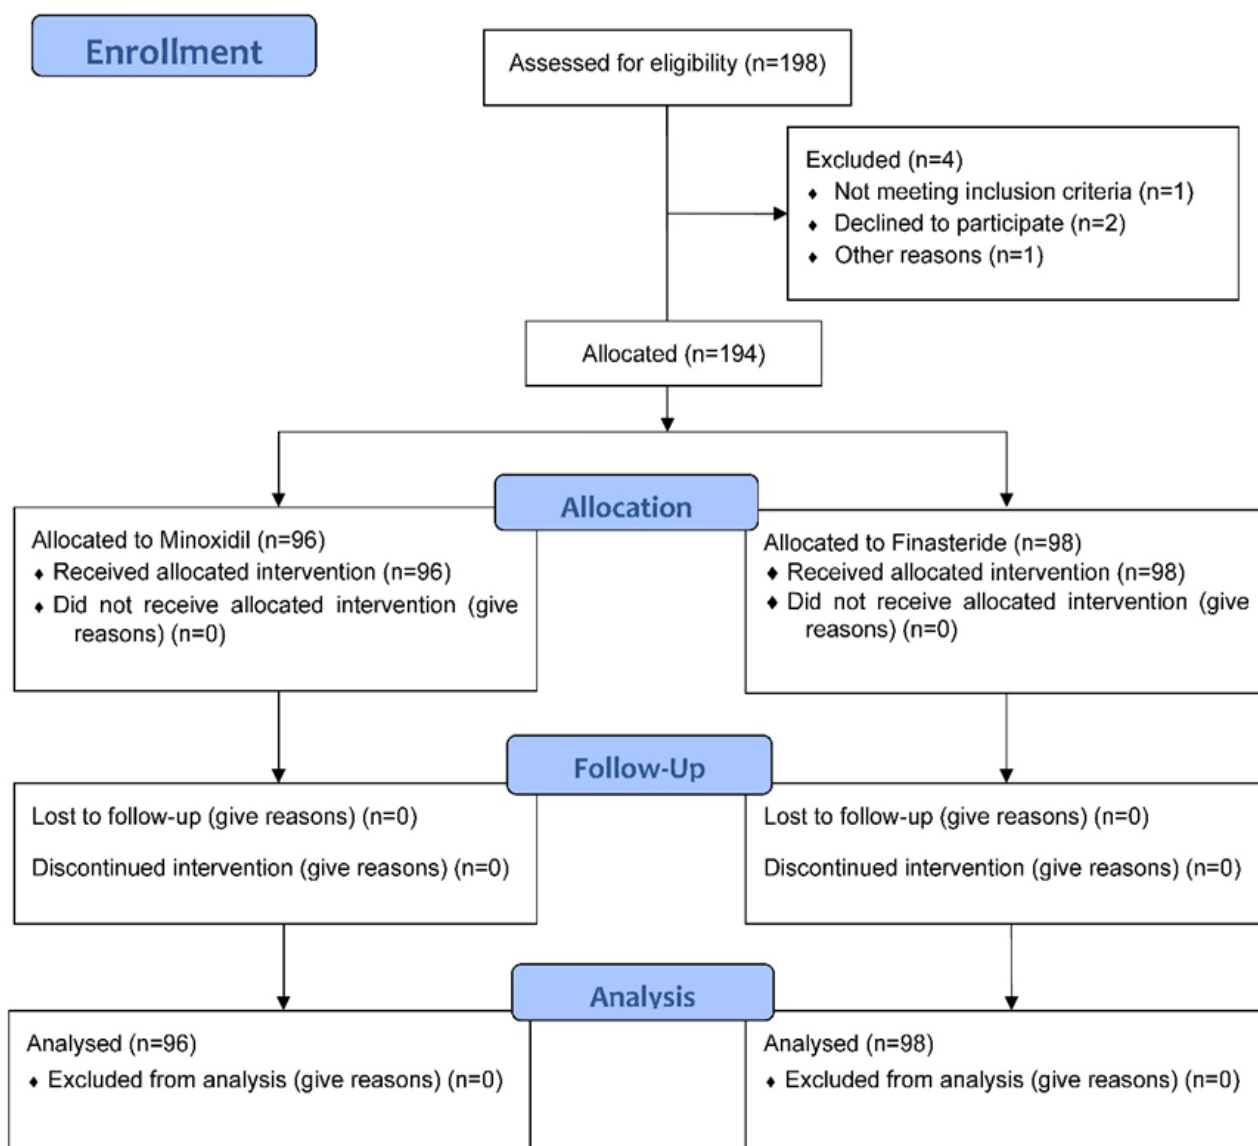 Enrollment
Assessed for eligibility (n=198)
Excluded (n=4)
♦ Not meeting inclusion criteria (n=1)
♦ Declined to participate (n=2)
♦ Other reasons (n=1)
Allocated (n=194)
Allocation
Allocated to Minoxidil (n=96)
♦ Received allocated intervention (n=96)
♦ Did not receive allocated intervention (give
reasons) (n=0)
Allocated to Finasteride (n=98)
♦ Received allocated intervention (n=98)
♦ Did not receive allocated intervention (give
reasons) (n=0)
Follow-Up
Lost to follow-up (give reasons) (n=0)
Discontinued intervention (give reasons) (n=0)
Lost to follow-up (give reasons) (n=0)
Discontinued intervention (give reasons) (n=0)
Analysis
Analysed (n=96)
♦ Excluded from analysis (give reasons) (n=0)
Analysed (n=98)
♦ Excluded from analysis (give reasons) (n=0)